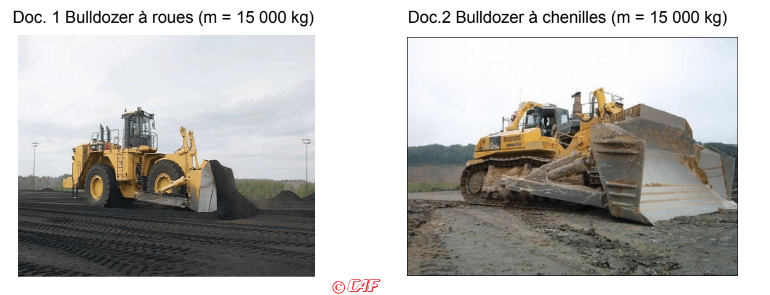 Doc. 1 Bulldozer à roues (m = 15 000 kg)
Doc.2 Bulldozer à chenilles (m = 15 000 kg)
© CAF